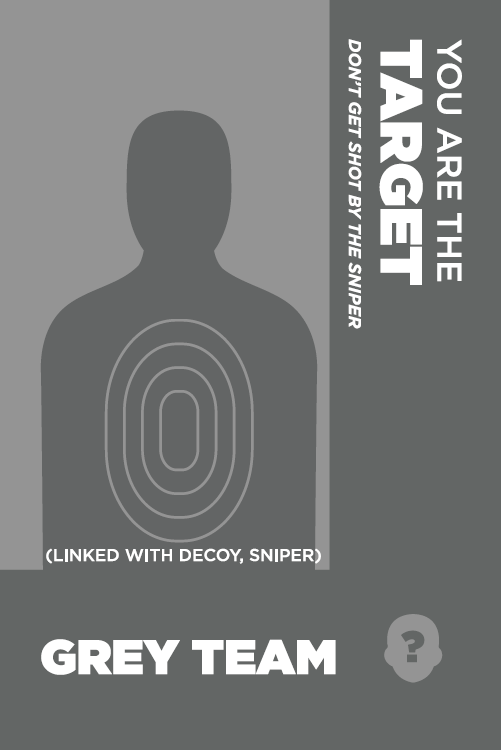 YOU ARE THE
TARGET
DON'T GET SHOT BY THE SNIPER
(LINKED WITH DECOY, SNIPER)
GREY TEAM
?